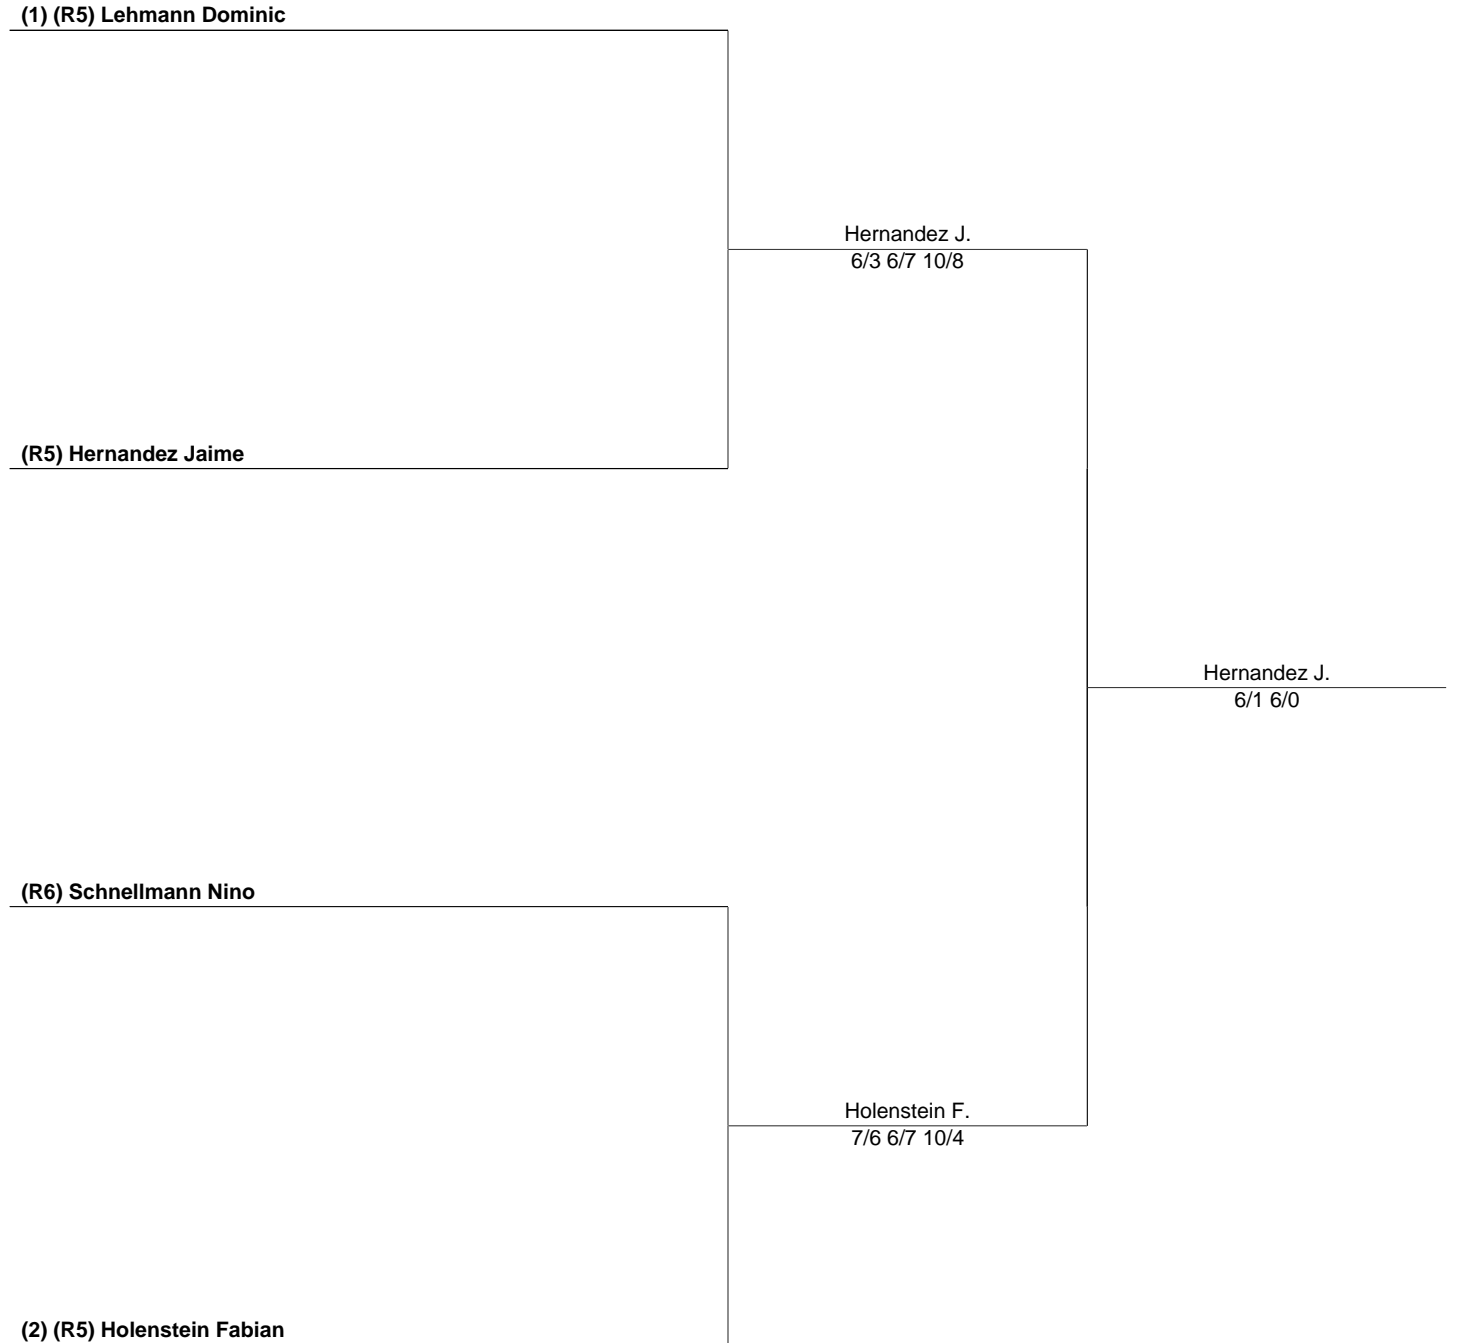 (1) (R5) Lehmann Dominic
Hernandez J.
6/3 6/7 10/8
(R5) Hernandez Jaime
Hernandez J.
6/1 6/0
(R6) Schnellmann Nino
Holenstein F.
7/6 6/7 10/4
(2) (R5) Holenstein Fabian